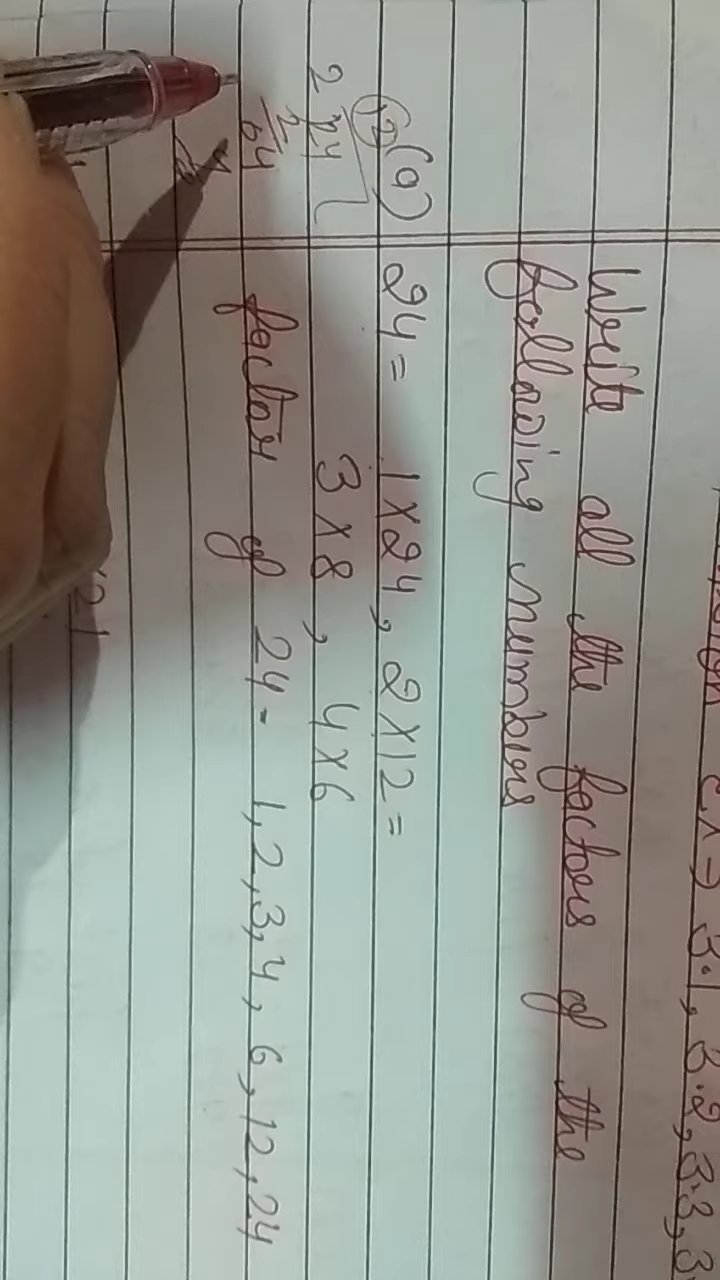 3.1, 3.2, 3.3, 3
Write all the factors of the
following numbers
(a) 24 = 1×24, 2×12 =
3×8, 4×6
factor of 24 - 1, 2, 3, 4, 6, 12, 24
12
2 24
2